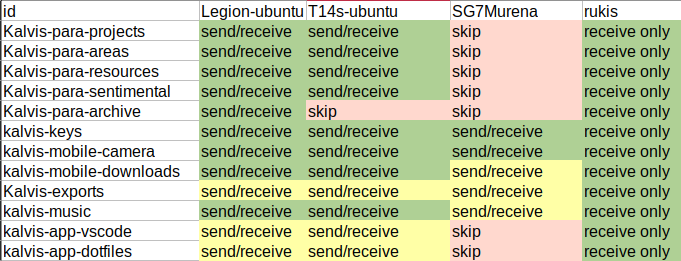 id Legion-ubuntu T14s-ubuntu SG7Murena rukis
Kalvis-para-projects send/receive send/receive skip receive only
Kalvis-para-areas send/receive send/receive skip receive only
Kalvis-para-resources send/receive send/receive skip receive only
Kalvis-para-sentimental send/receive send/receive skip receive only
Kalvis-para-archive send/receive skip skip receive only
kalvis-keys send/receive send/receive send/receive receive only
kalvis-mobile-camera send/receive send/receive send/receive receive only
kalvis-mobile-downloads send/receive send/receive send/receive receive only
Kalvis-exports send/receive send/receive send/receive receive only
kalvis-music send/receive send/receive send/receive receive only
kalvis-app-vscode send/receive send/receive skip receive only
kalvis-app-dotfiles send/receive send/receive skip receive only